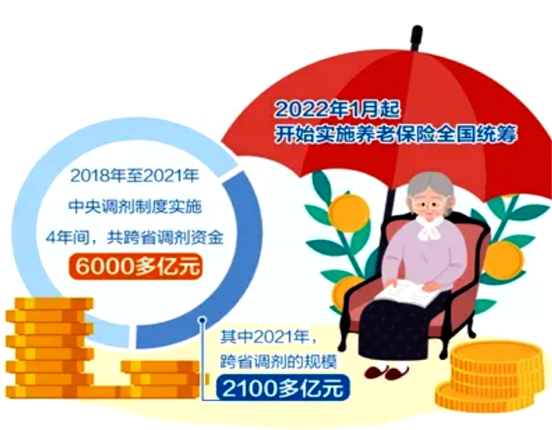 2022年1月起
开始实施养老保险全国统筹
2018年至2021年
中央调剂制度实施
4年间，共跨省调剂资金
6000多亿元
其中2021年，
跨省调剂的规模
2100多亿元